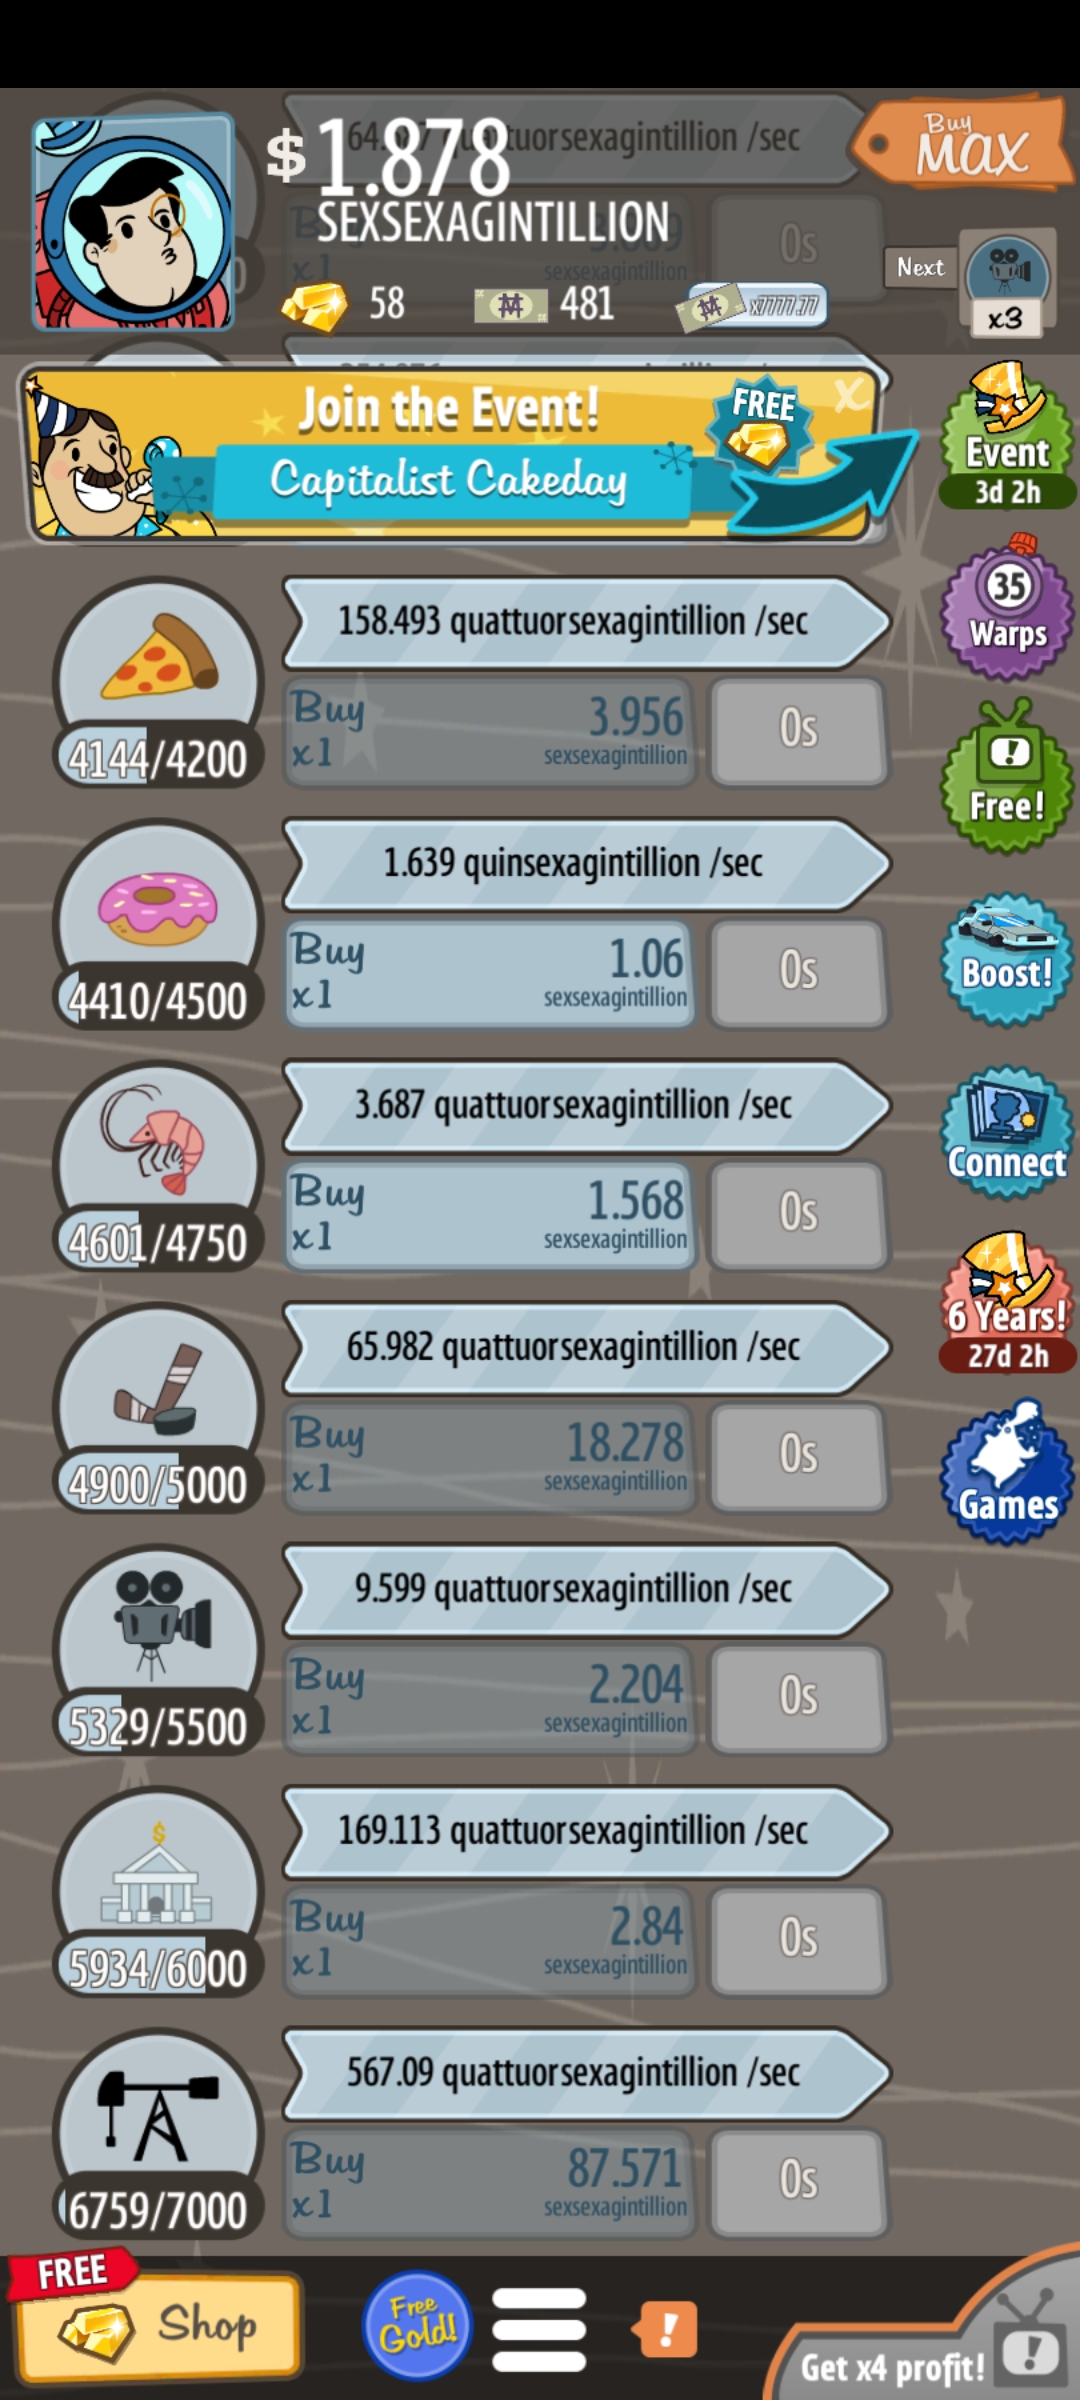 quattuorsexagintillion /sec
Buy
MAX
$1.878
SEXSEXAGINTILLION
sexsexagintillion
x1
0s
Next
58
481
x7777.77
x3
Join the Event!
FREE
X
Capitalist Cakeday
Event
3d 2h
158.493 quattuorsexagintillion /sec
35
Warps
Buy
x1
3.956
sexsexagintillion
0s
4144/4200
!
Free!
1.639 quinsexagintillion /sec
Buy
x1
1.06
sexsexagintillion
0s
4410/4500
Boost!
3.687 quattuorsexagintillion /sec
Connect
Buy
x1
1.568
sexsexagintillion
0s
4601/4750
6 Years!
27d 2h
65.982 quattuorsexagintillion /sec
Buy
x1
18.278
sexsexagintillion
0s
4900/5000
Games
9.599 quattuorsexagintillion /sec
Buy
x1
2.204
sexsexagintillion
0s
5329/5500
$
169.113 quattuorsexagintillion /sec
Buy
x1
2.84
sexsexagintillion
0s
5934/6000
567.09 quattuorsexagintillion /sec
Buy
x1
87.571
sexsexagintillion
0s
6759/7000
FREE
Shop
Free
Gold!
!
Get x4 profit!
!